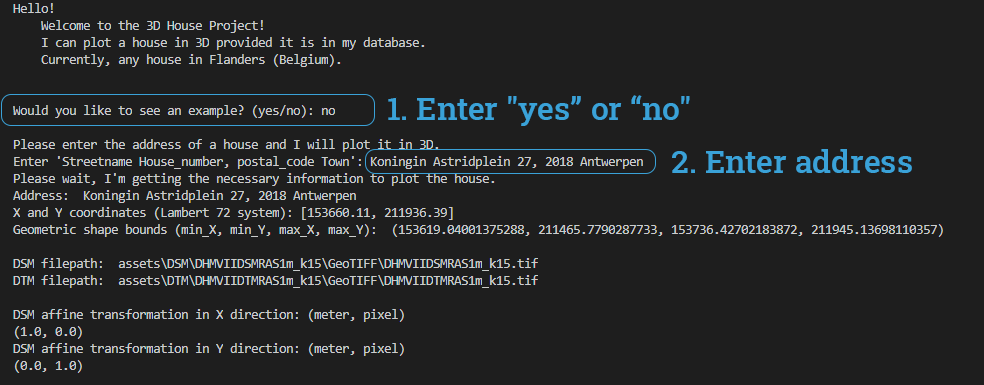 Hello!
Welcome to the 3D House Project!
I can plot a house in 3D provided it is in my database.
Currently, any house in Flanders (Belgium).
Would you like to see an example? (yes/no): no
1. Enter "yes” or “no"
Please enter the address of a house and I will plot it in 3D.
Enter 'Streetname House_number, postal_code Town': Koningin Astridplein 27, 2018 Antwerpen
2. Enter address
Please wait, I'm getting the necessary information to plot the house.
Address:  Koningin Astridplein 27, 2018 Antwerpen
X and Y coordinates (Lambert 72 system): [153660.11, 211936.39]
Geometric shape bounds (min_X, min_Y, max_X, max_Y):  (153619.04001375288, 211465.7790287733, 153736.42702183872, 211945.13698110357)
DSM filepath:  assets\DSM\DHMVIIDSMRAS1m_k15\GeoTIFF\DHMVIIDSMRAS1m_k15.tif
DTM filepath:  assets\DTM\DHMVIIDTMRAS1m_k15\GeoTIFF\DHMVIIDTMRAS1m_k15.tif
DSM affine transformation in X direction: (meter, pixel)
(1.0, 0.0)
DSM affine transformation in Y direction: (meter, pixel)
(0.0, 1.0)